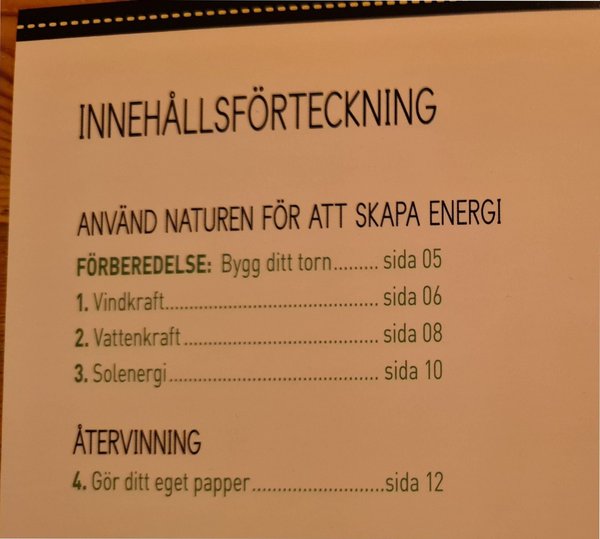 INNEHÅLLSFÖRTECKNING
ANVÄND NATUREN FÖR ATT SKAPA ENERGI
FÖRBEREDELSE: Bygg ditt torn......... sida 05
1. Vindkraft.......................................... sida 06
2. Vattenkraft...................................... sida 08
3. Solenergi......................................... sida 10
ÅTERVINNING
4. Gör ditt eget papper..........................sida 12